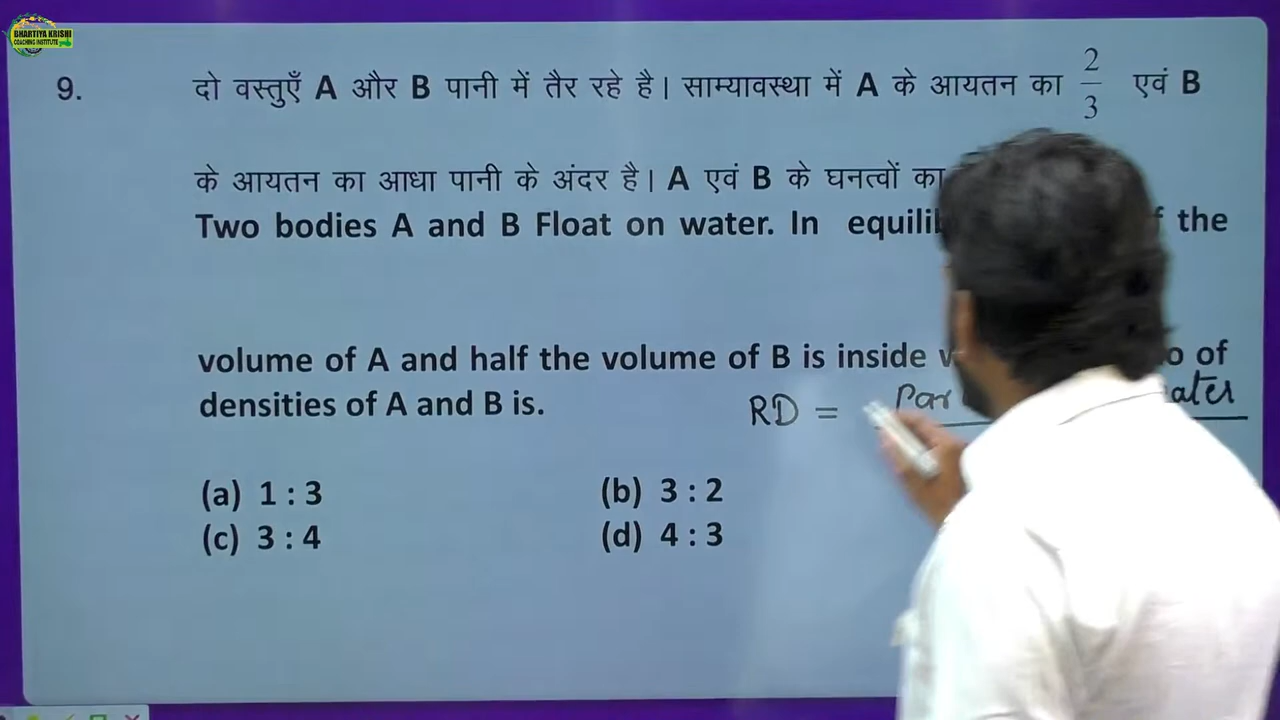 BHARTIYA KRISHI
COACHING INSTITUTE
9. दो वस्तुएँ A और B पानी में तैर रहे है। साम्यावस्था में A के आयतन का 2/3 एवं B
के आयतन का आधा पानी के अंदर है। A एवं B के घनत्वों का
Two bodies A and B Float on water. In the
volume of A and half the volume of B is inside of
densities of A and B is.
RD =
(a) 1 : 3 (b) 3 : 2
(c) 3 : 4 (d) 4 : 3